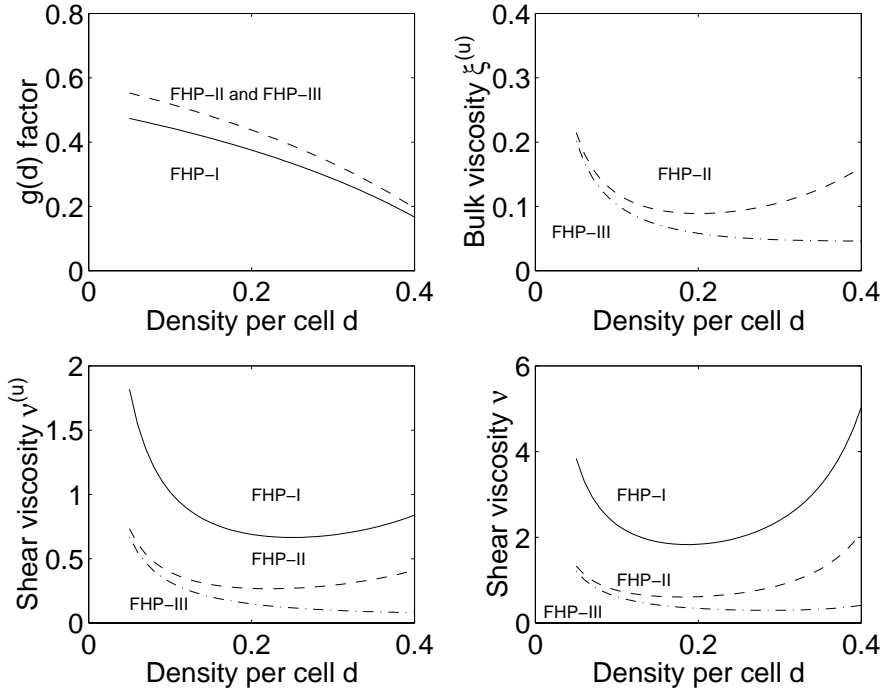 0.8
0.6
0.4
0.2
0
g(d) factor
FHP−II and FHP−III
FHP−I
0
0.2
0.4
Density per cell d
0.4
0.3
0.2
0.1
0
Bulk viscosity ξ(u)
FHP−II
FHP−III
0
0.2
0.4
Density per cell d
2
1.5
1
0.5
0
Shear viscosity ν(u)
FHP−I
FHP−II
FHP−III
0
0.2
0.4
Density per cell d
6
4
2
0
Shear viscosity ν
FHP−I
FHP−II
FHP−III
0
0.2
0.4
Density per cell d